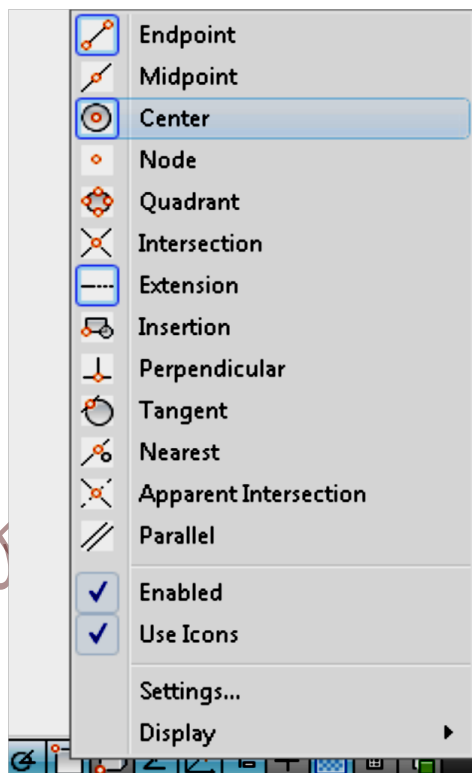 Endpoint
Midpoint
Center
Node
Quadrant
Intersection
Extension
Insertion
Perpendicular
Tangent
Nearest
Apparent Intersection
Parallel
Enabled
Use Icons
Settings...
Display